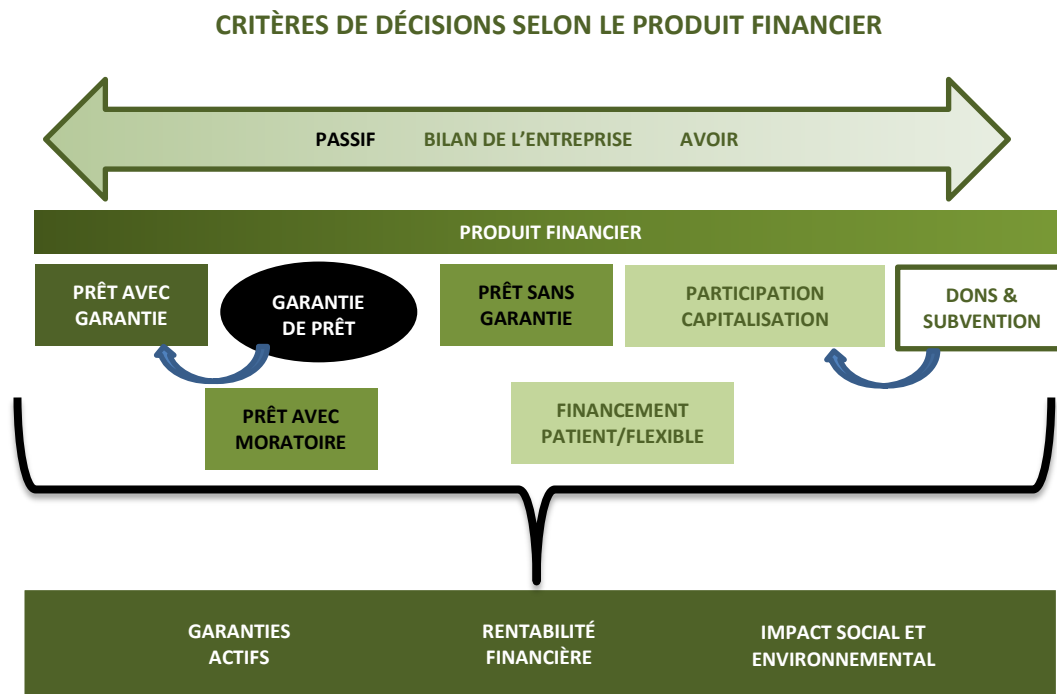 CRITÈRES DE DÉCISIONS SELON LE PRODUIT FINANCIER
PASSIF BILAN DE L’ENTREPRISE AVOIR
PRODUIT FINANCIER
PRÊT AVEC
GARANTIE
GARANTIE
DE PRÊT
PRÊT SANS
GARANTIE
PARTICIPATION
CAPITALISATION
DONS &
SUBVENTION
PRÊT AVEC
MORATOIRE
FINANCEMENT
PATIENT/FLEXIBLE
GARANTIES
ACTIFS
RENTABILITÉ
FINANCIÈRE
IMPACT SOCIAL ET
ENVIRONNEMENTAL